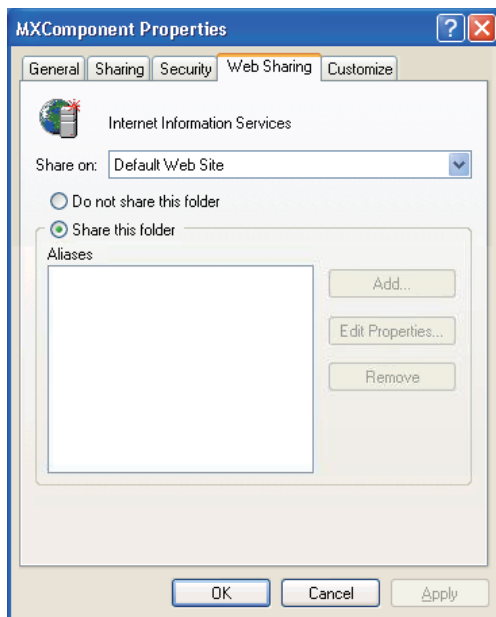 MXComponent Properties
General Sharing Security Web Sharing Customize
Internet Information Services
Share on: Default Web Site
Do not share this folder
Share this folder
Aliases
Add...
Edit Properties...
Remove
OK Cancel Apply